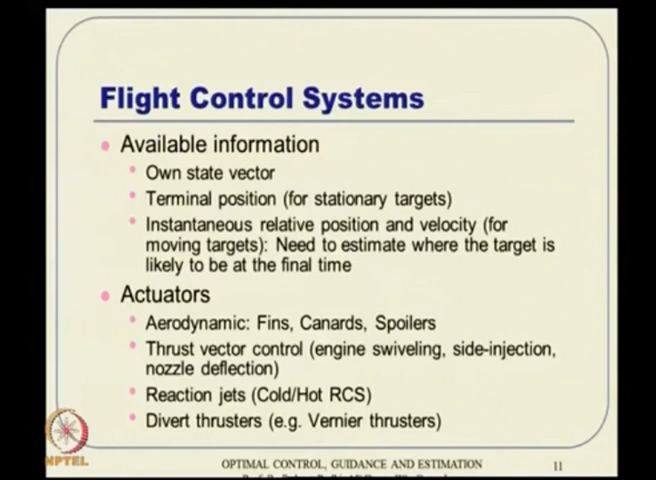 Flight Control Systems
Available information
Own state vector
Terminal position (for stationary targets)
Instantaneous relative position and velocity (for
moving targets): Need to estimate where the target is
likely to be at the final time
Actuators
Aerodynamic: Fins, Canards, Spoilers
Thrust vector control (engine swiveling, side-injection,
nozzle deflection)
Reaction jets (Cold/Hot RCS)
Divert thrusters (e.g. Vernier thrusters)
NPTEL
OPTIMAL CONTROL, GUIDANCE AND ESTIMATION 11